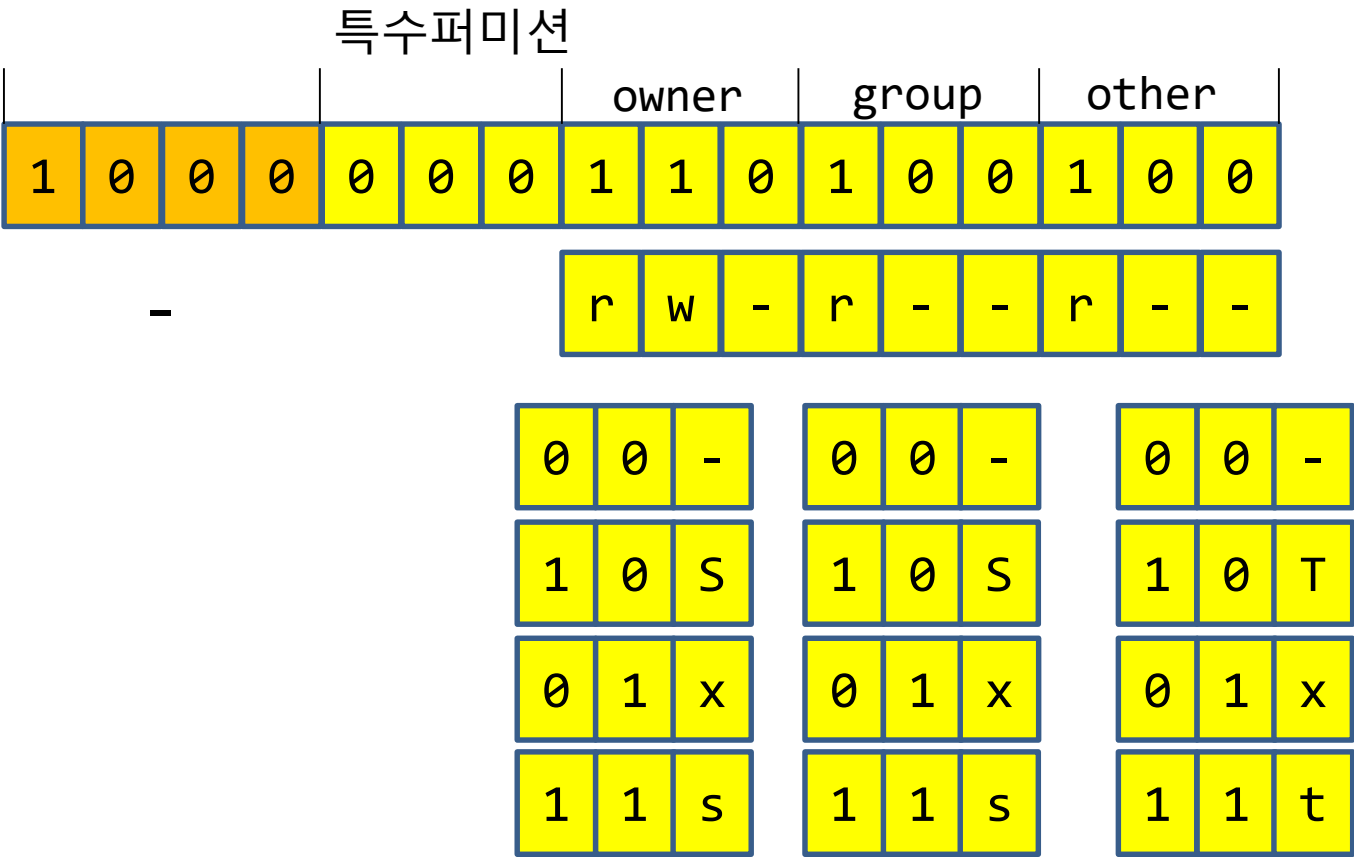 특수퍼미션
owner group other
1 0 0 0 0 0 0 1 1 0 1 0 0 1 0 0
- r w - r - - r - -
0 0 - 0 0 - 0 0 -
1 0 S 1 0 S 1 0 T
0 1 x 0 1 x 0 1 x
1 1 s 1 1 s 1 1 t